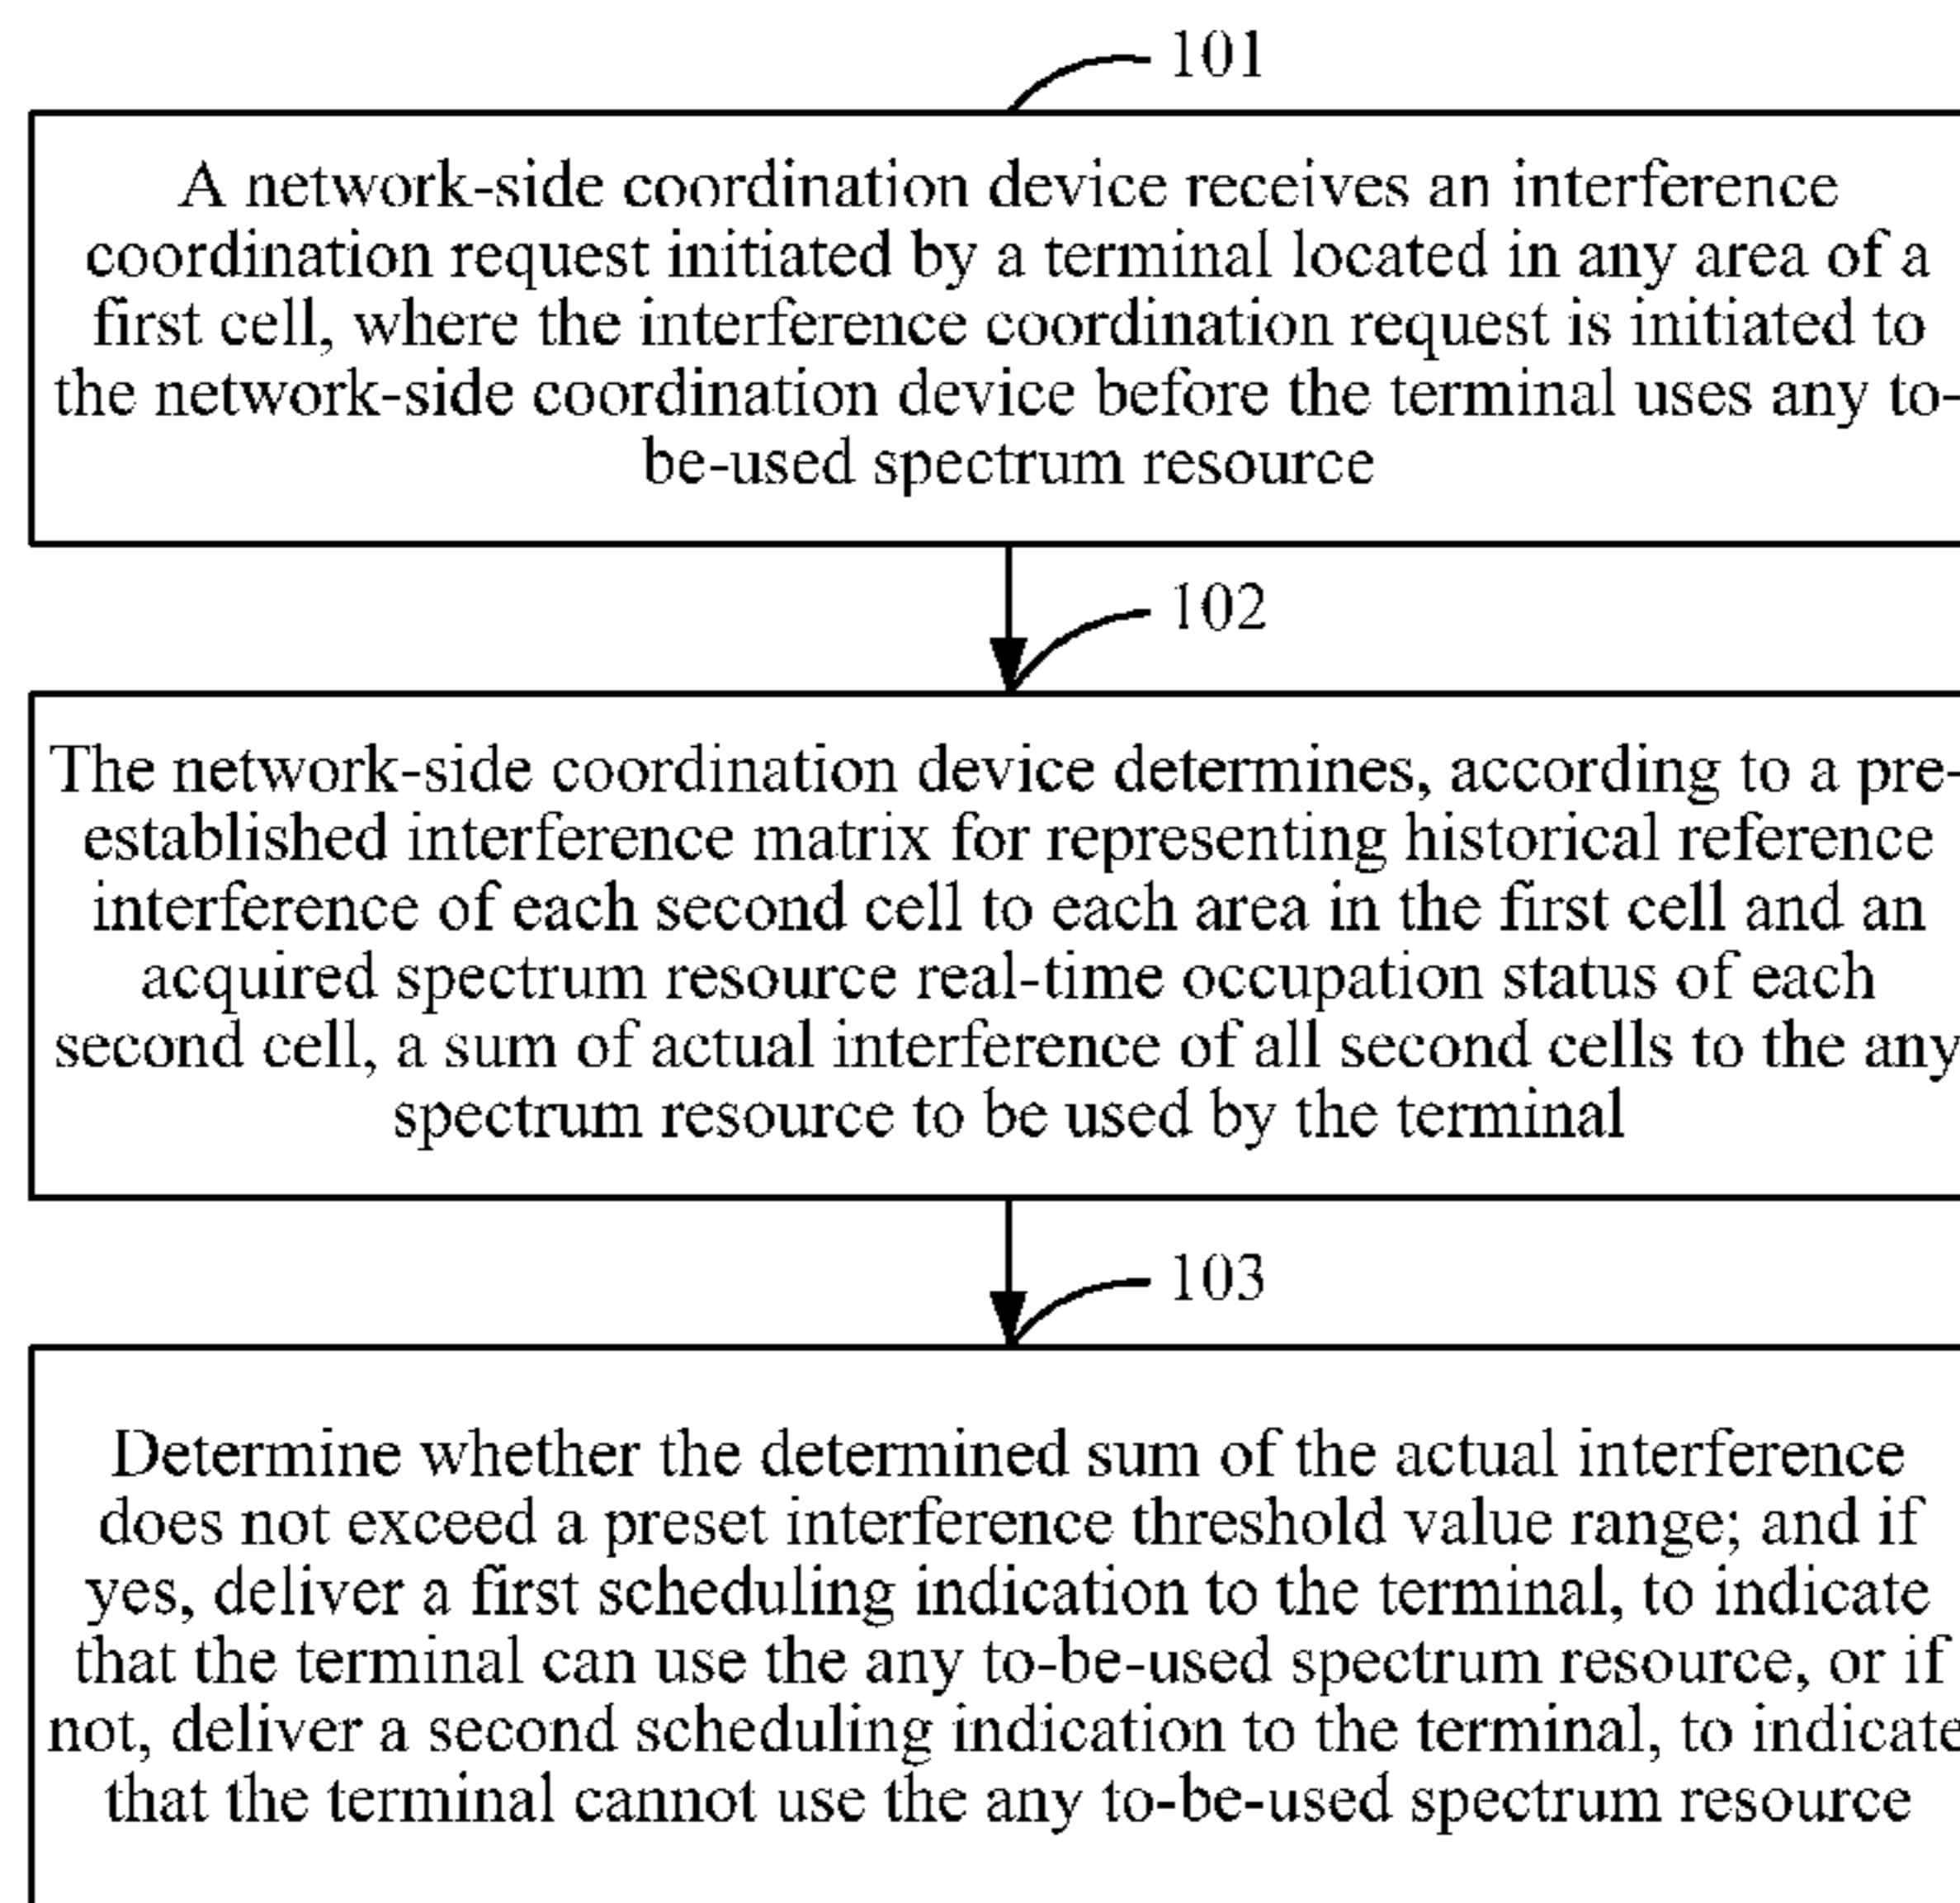 101
A network-side coordination device receives an interference
coordination request initiated by a terminal located in any area of a
first cell, where the interference coordination request is initiated to
the network-side coordination device before the terminal uses any to-
be-used spectrum resource
102
The network-side coordination device determines, according to a pre-
established interference matrix for representing historical reference
interference of each second cell to each area in the first cell and an
acquired spectrum resource real-time occupation status of each
second cell, a sum of actual interference of all second cells to the any
spectrum resource to be used by the terminal
103
Determine whether the determined sum of the actual interference
does not exceed a preset interference threshold value range; and if
yes, deliver a first scheduling indication to the terminal, to indicate
that the terminal can use the any to-be-used spectrum resource, or if
not, deliver a second scheduling indication to the terminal, to indicate
that the terminal cannot use the any to-be-used spectrum resource